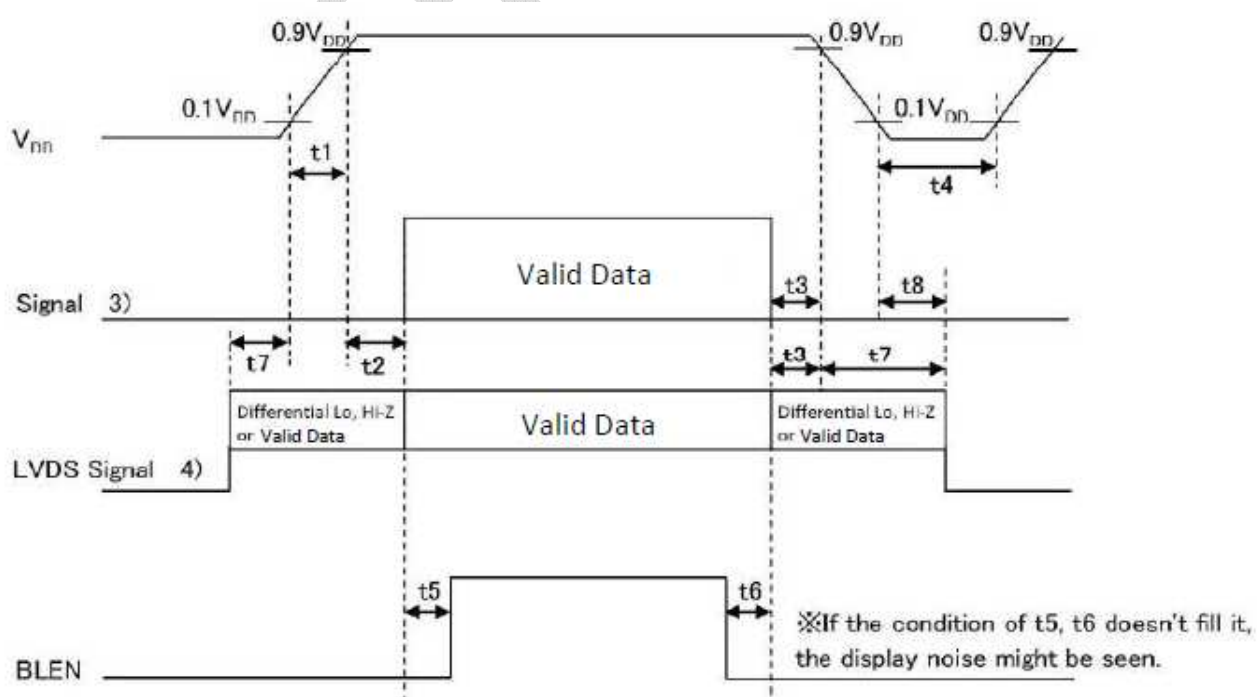 0.9VDD 0.9VDD 0.9VDD
0.1VDD 0.1VDD
VDD
t1
t4
Valid Data
t3 t8
Signal 3)
t7 t2 t3 t7
Differential Lo, Hi-Z
or Valid Data
Valid Data
Differential Lo, Hi-Z
or Valid Data
LVDS Signal 4)
t5 t6
※If the condition of t5, t6 doesn't fill it,
the display noise might be seen.
BLEN